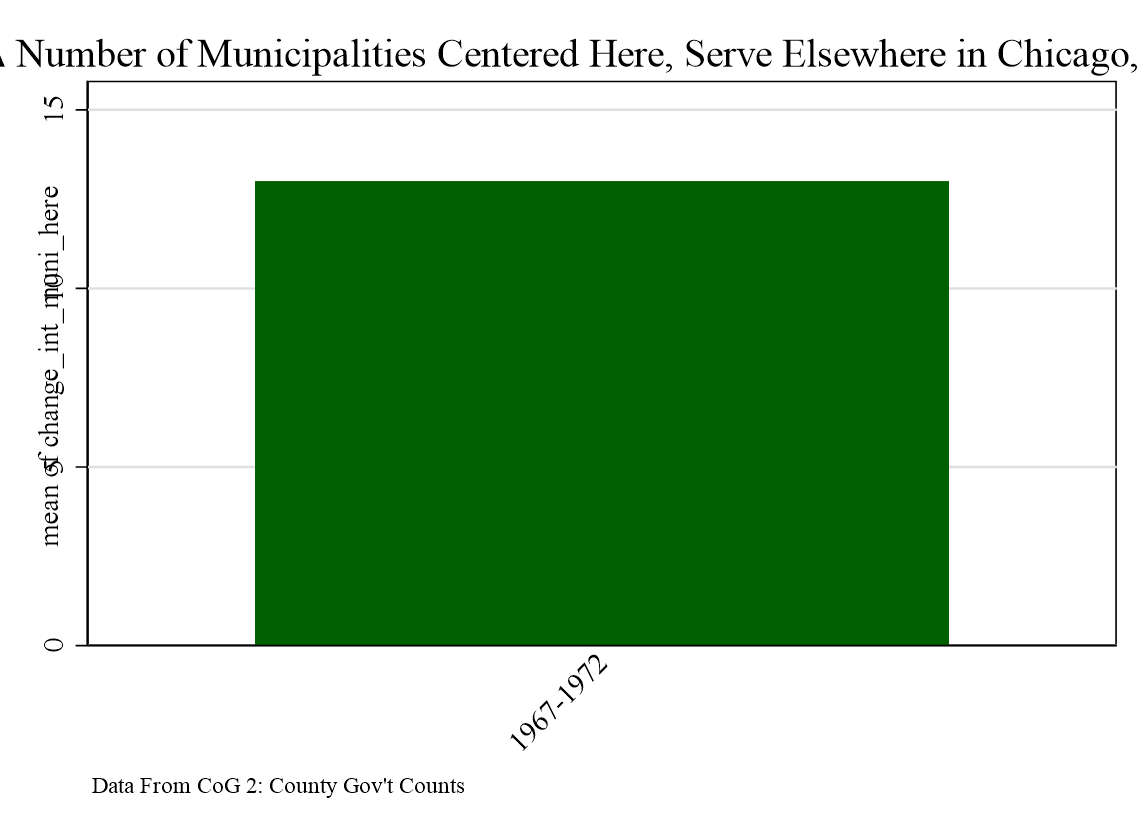 Number of Municipalities Centered Here, Serve Elsewhere in Chicago,
15
10
5
0
mean of change_int_muni_here
1967-1972
Data From CoG 2: County Gov't Counts